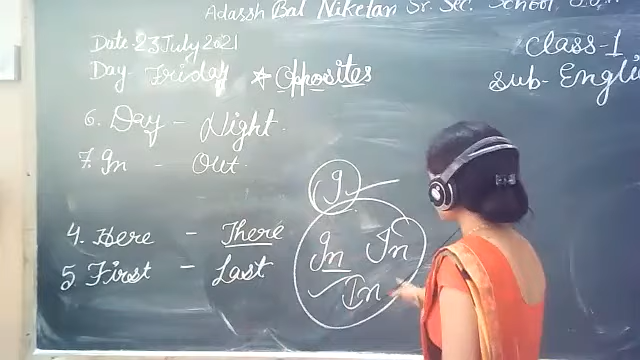 Adarsh Bal Niketan Sr. Sec. School
Date-23 July 2021
Day- Friday
* Opposites
Class-1
Sub- Engli
6. Day - Night.
7. In - Out.
4. Here - There
5. First - Last
I
In In
In